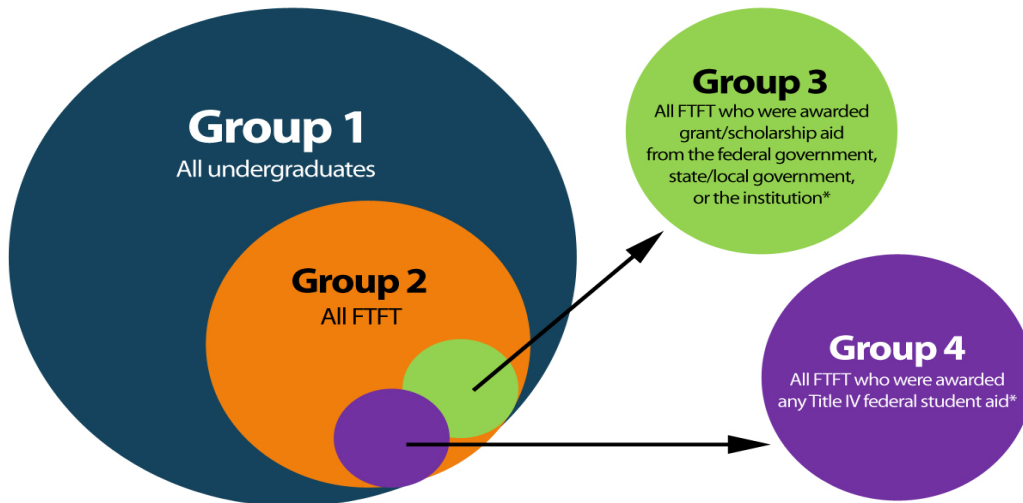 Group 1
All undergraduates
Group 2
All FTFT
Group 3
All FTFT who were awarded
grant/scholarship aid
from the federal government,
state/local government,
or the institution*
Group 4
All FTFT who were awarded
any Title IV federal student aid*